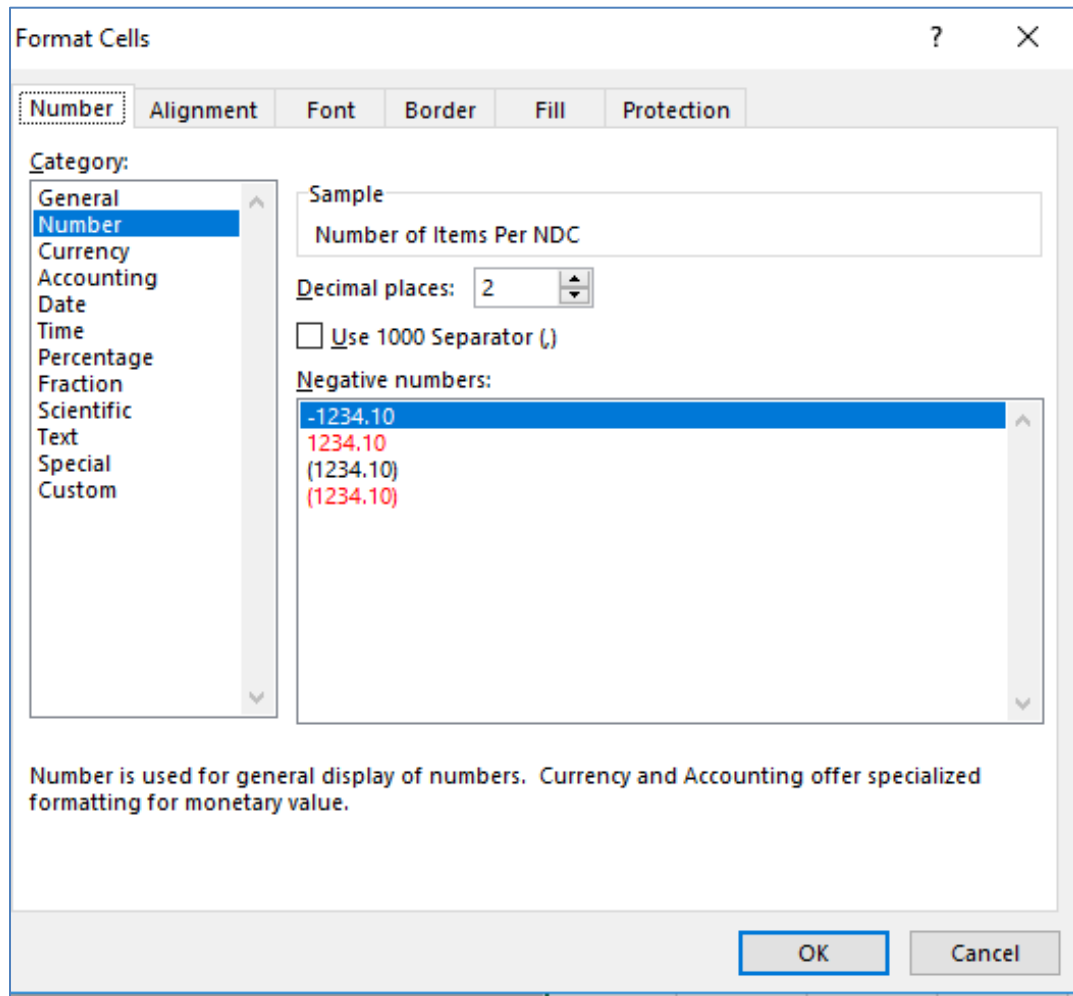 Format Cells ?
Number Alignment Font Border Fill Protection
Category:
General
Number
Currency
Accounting
Date
Time
Percentage
Fraction
Scientific
Text
Special
Custom
Sample
Number of Items Per NDC
Decimal places: 2
Use 1000 Separator (,)
Negative numbers:
-1234.10
1234.10
(1234.10)
(1234.10)
Number is used for general display of numbers. Currency and Accounting offer specialized
formatting for monetary value.
OK Cancel